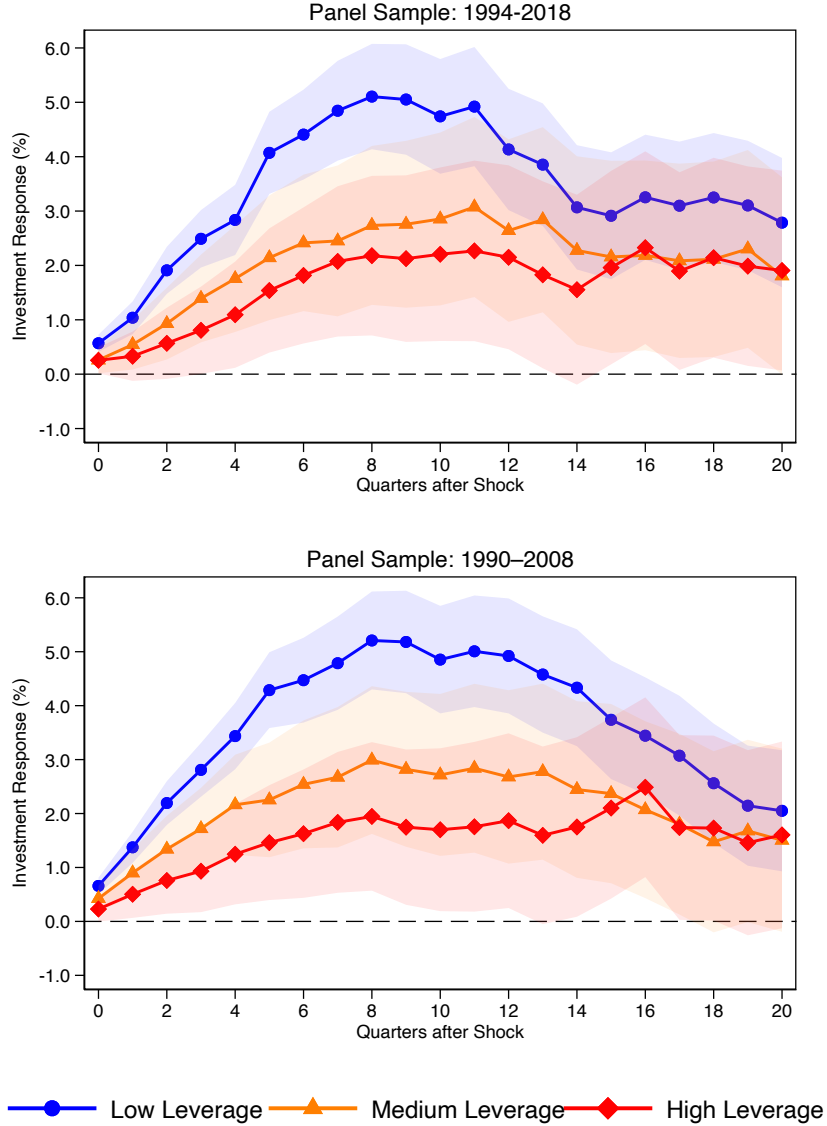 Panel Sample: 1994-2018
Investment Response (%)
6.0
5.0
4.0
3.0
2.0
1.0
0.0
-1.0
0 2 4 6 8 10 12 14 16 18 20
Quarters after Shock
Panel Sample: 1990–2008
Investment Response (%)
6.0
5.0
4.0
3.0
2.0
1.0
0.0
-1.0
0 2 4 6 8 10 12 14 16 18 20
Quarters after Shock
Low Leverage Medium Leverage High Leverage